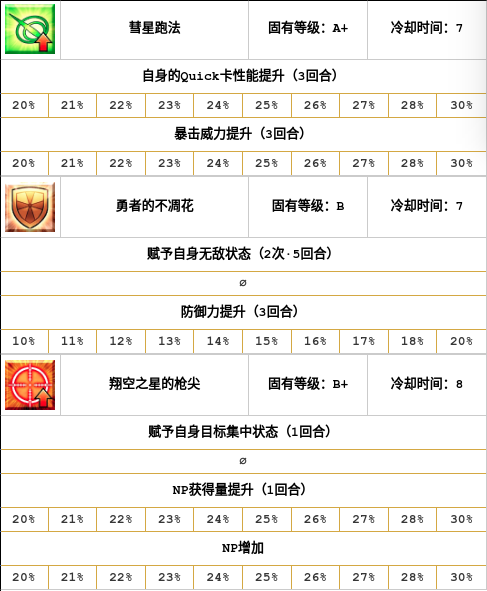 彗星跑法 固有等级：A+ 冷却时间：7
自身的Quick卡性能提升（3回合）
20% 21% 22% 23% 24% 25% 26% 27% 28% 30%
暴击威力提升（3回合）
20% 21% 22% 23% 24% 25% 26% 27% 28% 30%
勇者的不凋花 固有等级：B 冷却时间：7
赋予自身无敌状态（2次·5回合）
∅
防御力提升（3回合）
10% 11% 12% 13% 14% 15% 16% 17% 18% 20%
翔空之星的枪尖 固有等级：B+ 冷却时间：8
赋予自身目标集中状态（1回合）
∅
NP获得量提升（1回合）
20% 21% 22% 23% 24% 25% 26% 27% 28% 30%
NP增加
20% 21% 22% 23% 24% 25% 26% 27% 28% 30%